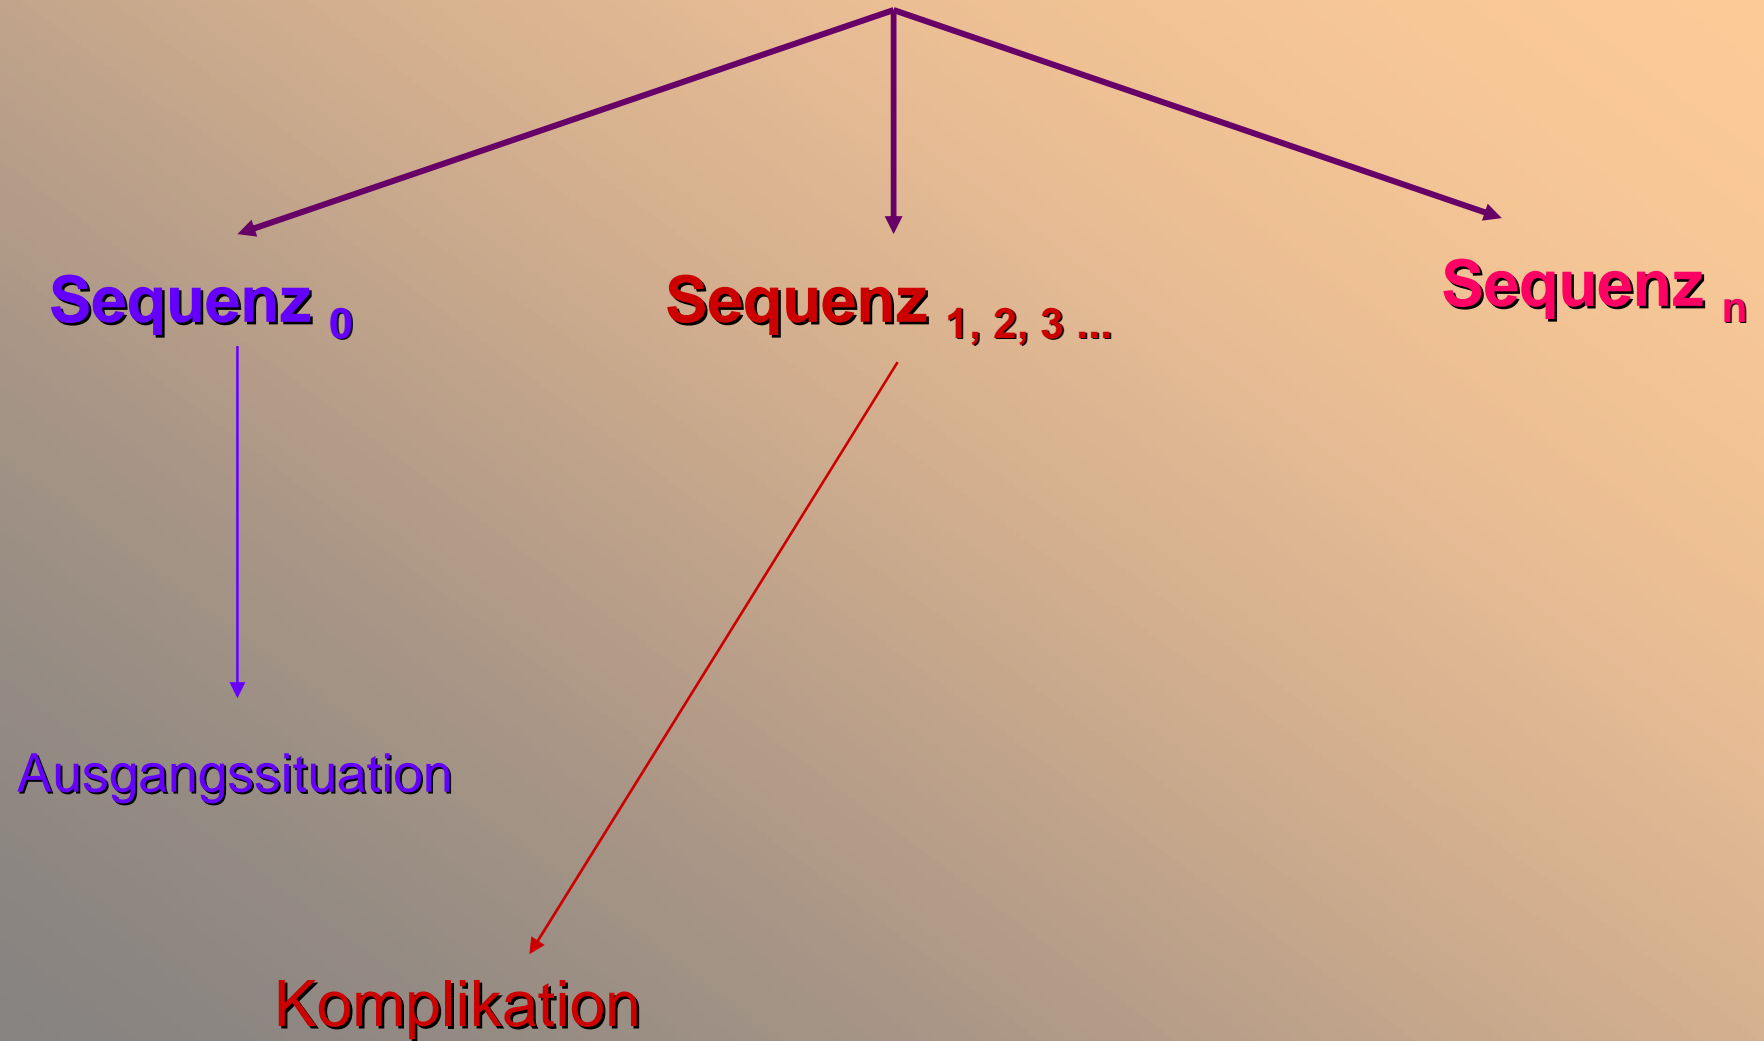 Sequenz 0
Sequenz 1, 2, 3 ...
Sequenz n
Ausgangssituation
Komplikation